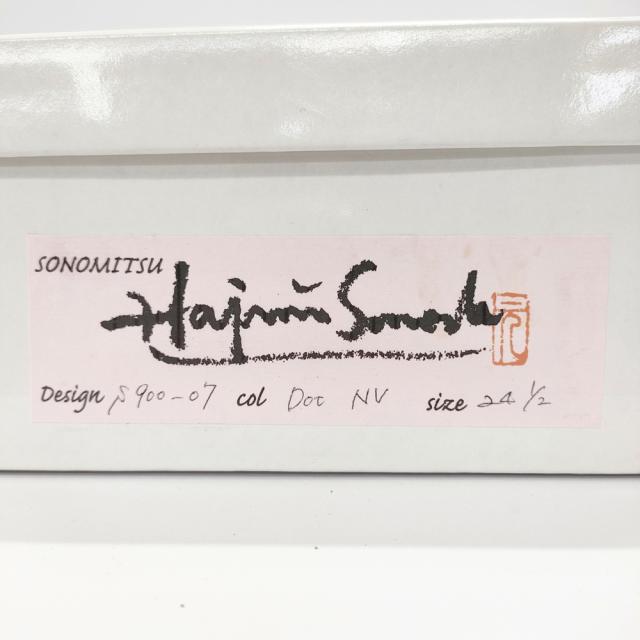 SONOMITSU
Hajime Sonoda
Design S900-07 col Dot NV size 24 1/2